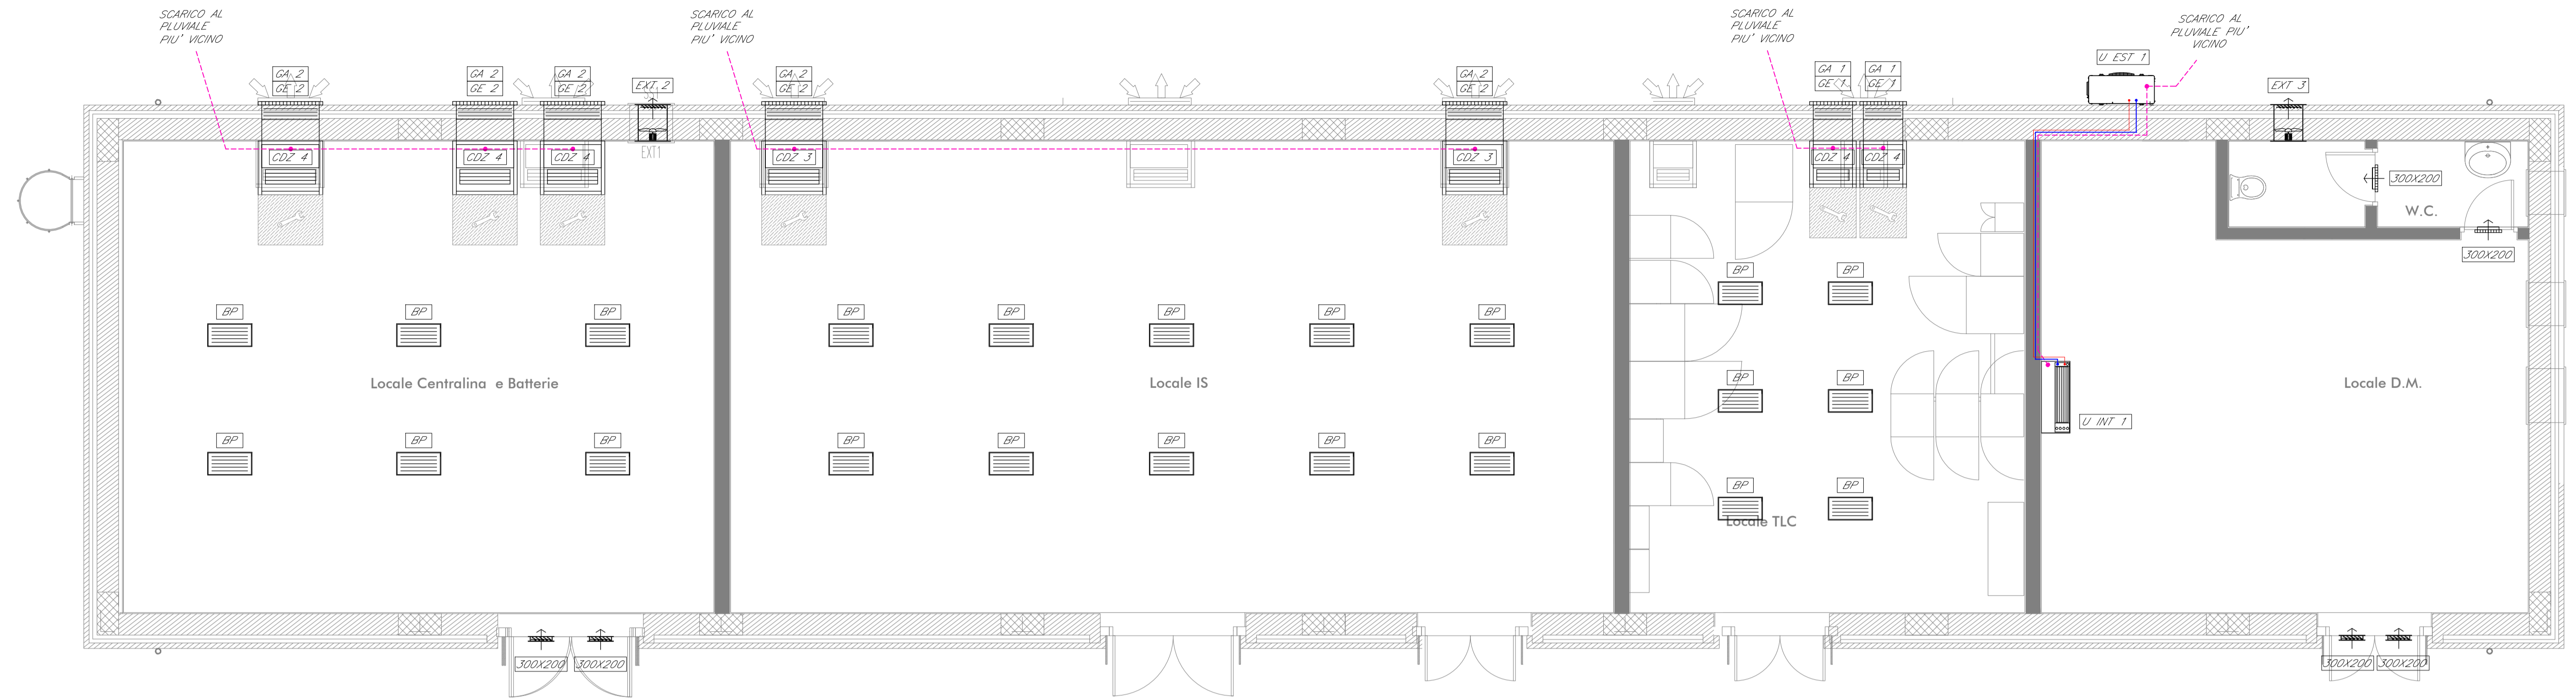 SCARICO AL
PLUVIALE
PIU' VICINO
SCARICO AL
PLUVIALE
PIU' VICINO
SCARICO AL
PLUVIALE
PIU' VICINO
SCARICO AL
PLUVIALE PIU'
VICINO
GA 2
GE 2
GA 2
GE 2
GA 2
GE 2
EXT 2
GA 2
GE 2
GA 2
GE 2
GA 1
GE 1
GA 1
GE 1
U EST 1
EXT 3
CDZ 4
CDZ 4
CDZ 4
EXT1
CDZ 3
CDZ 3
CDZ 4
CDZ 4
300X200
W.C.
300X200
BP
BP
BP
BP
BP
BP
BP
BP
BP
BP
BP
BP
Locale Centralina e Batterie
Locale IS
Locale D.M.
U INT 1
BP
BP
BP
BP
BP
BP
BP
BP
BP
BP
Locale TLC
300X200
300X200
300X200
300X200